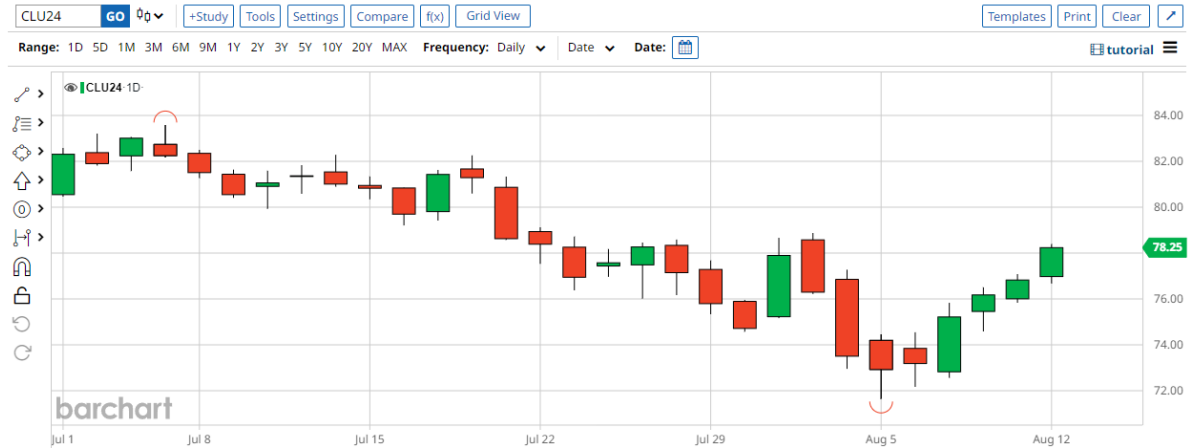 CLU24 GO +Study Tools Settings Compare f(x) Grid View Templates Print Clear
Range: 1D 5D 1M 3M 6M 9M 1Y 2Y 3Y 5Y 10Y 20Y MAX Frequency: Daily Date Date: tutorial
CLU24·1D·
84.00
82.00
80.00
78.25
76.00
74.00
72.00
barchart
Jul 1 Jul 8 Jul 15 Jul 22 Jul 29 Aug 5 Aug 12